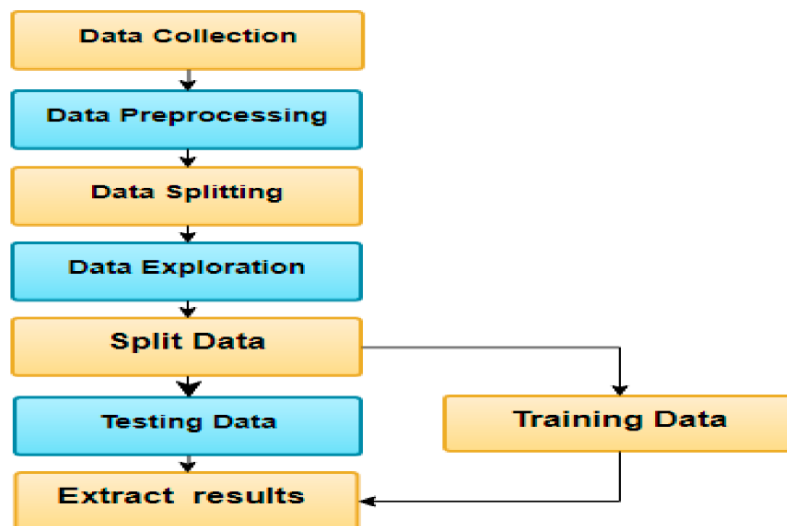 Data Collection
Data Preprocessing
Data Splitting
Data Exploration
Split Data
Testing Data
Training Data
Extract results